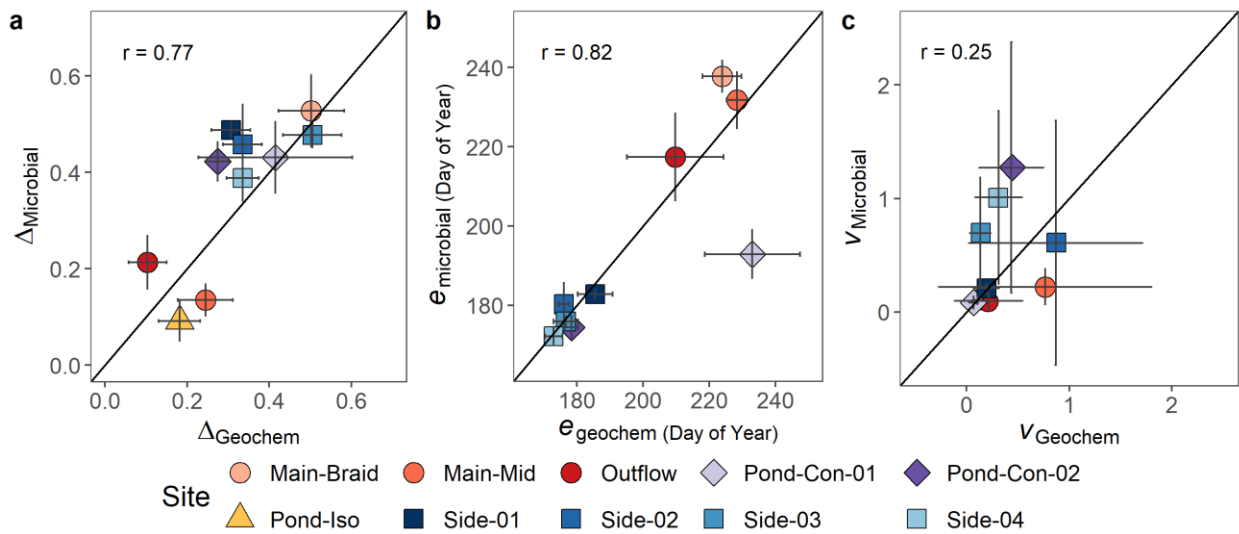 a
r = 0.77
0.6
0.4
0.2
0.0
ΔMicrobial
0.0 0.2 0.4 0.6
ΔGeochem
b
r = 0.82
240
220
200
180
e microbial (Day of Year)
180 200 220 240
e geochem (Day of Year)
c
r = 0.25
2
1
0
vMicrobial
0 1 2
vGeochem
Site
Main-Braid Main-Mid Outflow Pond-Con-01 Pond-Con-02
Pond-Iso Side-01 Side-02 Side-03 Side-04